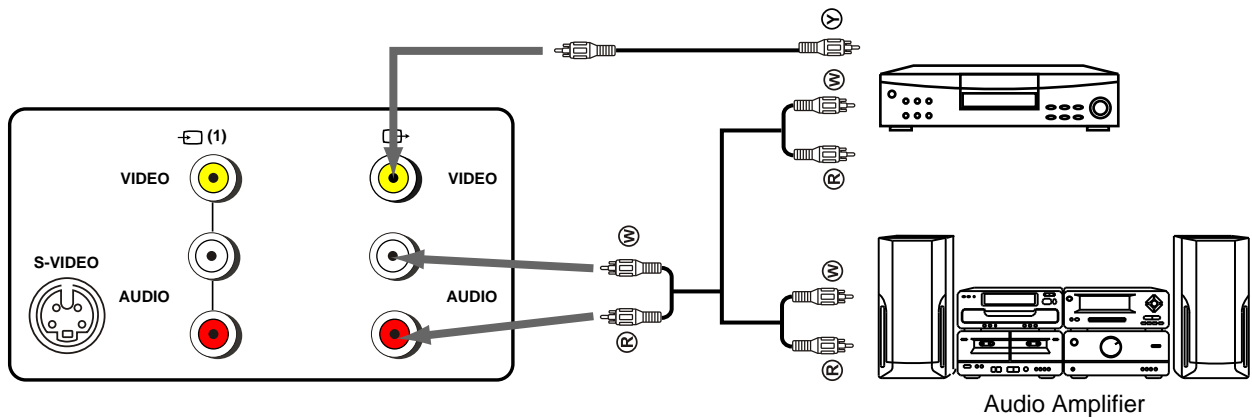 Y
W
(1)
R
VIDEO
VIDEO
W
S-VIDEO
W
AUDIO
AUDIO
R
R
Audio Amplifier